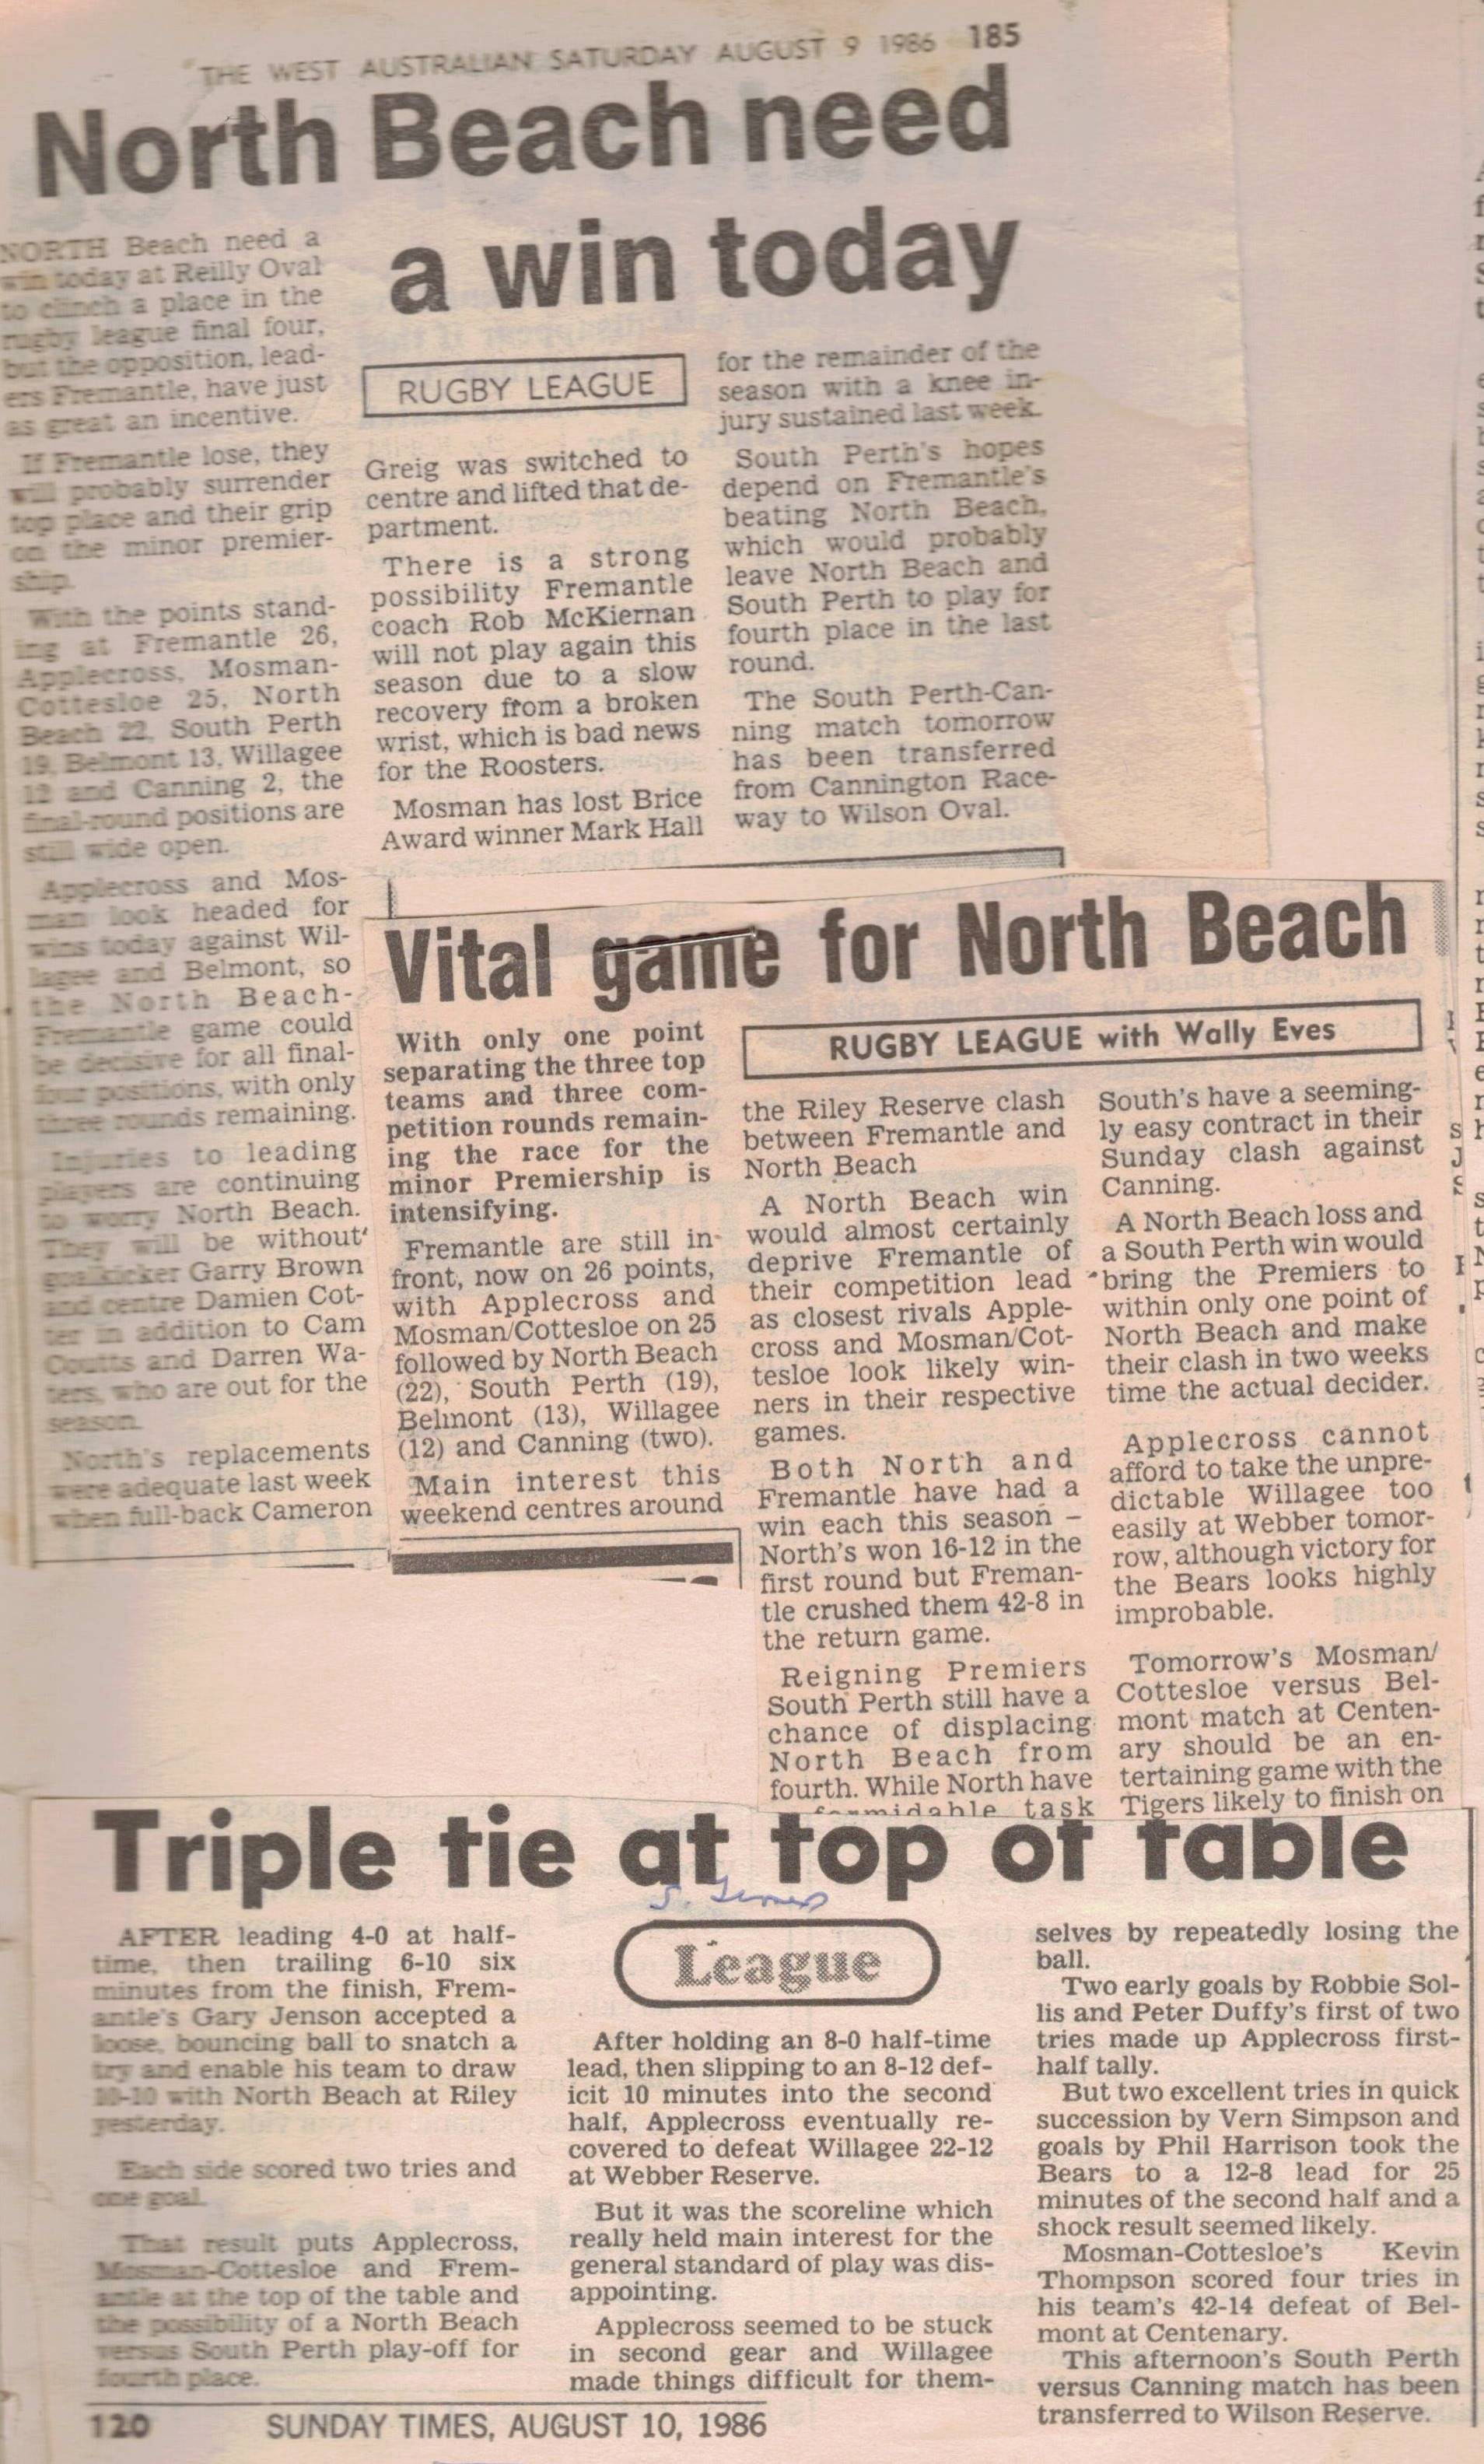 THE WEST AUSTRALIAN SATURDAY AUGUST 9 1986 185
North Beach need
a win today
NORTH Beach need a
win today at Reilly Oval
to clinch a place in the
rugby league final four,
but the opposition, lead-
ers Fremantle, have just
as great an incentive.
If Fremantle lose, they
will probably surrender
top place and their grip
on the minor premier-
ship.
With the points stand-
ing at Fremantle 26,
Applecross, Mosman-
Cottesloe 25, North
Beach 22, South Perth
19, Belmont 13, Willagee
12 and Canning 2, the
final-round positions are
still wide open.
Applecross and Mos-
man look headed for
wins today against Wil-
lagee and Belmont, so
the North Beach-
Fremantle game could
be decisive for all final-
four positions, with only
three rounds remaining.
Injuries to leading
players are continuing
to worry North Beach.
They will be without
goalkicker Garry Brown
and centre Damien Cot-
ter in addition to Cam
Coutts and Darren Wa-
ters, who are out for the
season.
North's replacements
were adequate last week
when full-back Cameron
RUGBY LEAGUE
Greig was switched to
centre and lifted that de-
partment.
There is a strong
possibility Fremantle
coach Rob McKiernan
will not play again this
season due to a slow
recovery from a broken
wrist, which is bad news
for the Roosters.
Mosman has lost Brice
Award winner Mark Hall
for the remainder of the
season with a knee in-
jury sustained last week.
South Perth's hopes
depend on Fremantle's
beating North Beach,
which would probably
leave North Beach and
South Perth to play for
fourth place in the last
round.
The South Perth-Can-
ning match tomorrow
has been transferred
from Cannington Race-
way to Wilson Oval.
Vital game for North Beach
RUGBY LEAGUE with Wally Eves
With only one point
separating the three top
teams and three com-
petition rounds remain-
ing the race for the
minor Premiership is
intensifying.
Fremantle are still in
front, now on 26 points,
with Applecross and
Mosman/Cottesloe on 25
followed by North Beach
(22), South Perth (19),
Belmont (13), Willagee
(12) and Canning (two).
Main interest this
weekend centres around
the Riley Reserve clash
between Fremantle and
North Beach
A North Beach win
would almost certainly
deprive Fremantle of
their competition lead
as closest rivals Apple-
cross and Mosman/Cot-
tesloe look likely win-
ners in their respective
games.
Both North and
Fremantle have had a
win each this season –
North's won 16-12 in the
first round but Freman-
tle crushed them 42-8 in
the return game.
Reigning Premiers
South Perth still have a
chance of displacing
North Beach from
fourth. While North have
formidable task
South's have a seeming-
ly easy contract in their
Sunday clash against
Canning.
A North Beach loss and
a South Perth win would
bring the Premiers to
within only one point of
North Beach and make
their clash in two weeks
time the actual decider.
Applecross cannot
afford to take the unpre-
dictable Willagee too
easily at Webber tomor-
row, although victory for
the Bears looks highly
improbable.
Tomorrow's Mosman/
Cottesloe versus Bel-
mont match at Centen-
ary should be an en-
tertaining game with the
Tigers likely to finish on
Triple tie at top of table
AFTER leading 4-0 at half-
time, then trailing 6-10 six
minutes from the finish, Frem-
antle's Gary Jenson accepted a
loose, bouncing ball to snatch a
try and enable his team to draw
10-10 with North Beach at Riley
yesterday.
Each side scored two tries and
one goal.
That result puts Applecross,
Mosman-Cottesloe and Frem-
antle at the top of the table and
the possibility of a North Beach
versus South Perth play-off for
fourth place.
League
After holding an 8-0 half-time
lead, then slipping to an 8-12 def-
icit 10 minutes into the second
half, Applecross eventually re-
covered to defeat Willagee 22-12
at Webber Reserve.
But it was the scoreline which
really held main interest for the
general standard of play was dis-
appointing.
Applecross seemed to be stuck
in second gear and Willagee
made things difficult for them-
selves by repeatedly losing the
ball.
Two early goals by Robbie Sol-
lis and Peter Duffy's first of two
tries made up Applecross first-
half tally.
But two excellent tries in quick
succession by Vern Simpson and
goals by Phil Harrison took the
Bears to a 12-8 lead for 25
minutes of the second half and a
shock result seemed likely.
Mosman-Cottesloe's Kevin
Thompson scored four tries in
his team's 42-14 defeat of Bel-
mont at Centenary.
This afternoon's South Perth
versus Canning match has been
transferred to Wilson Reserve.
120 SUNDAY TIMES, AUGUST 10, 1986